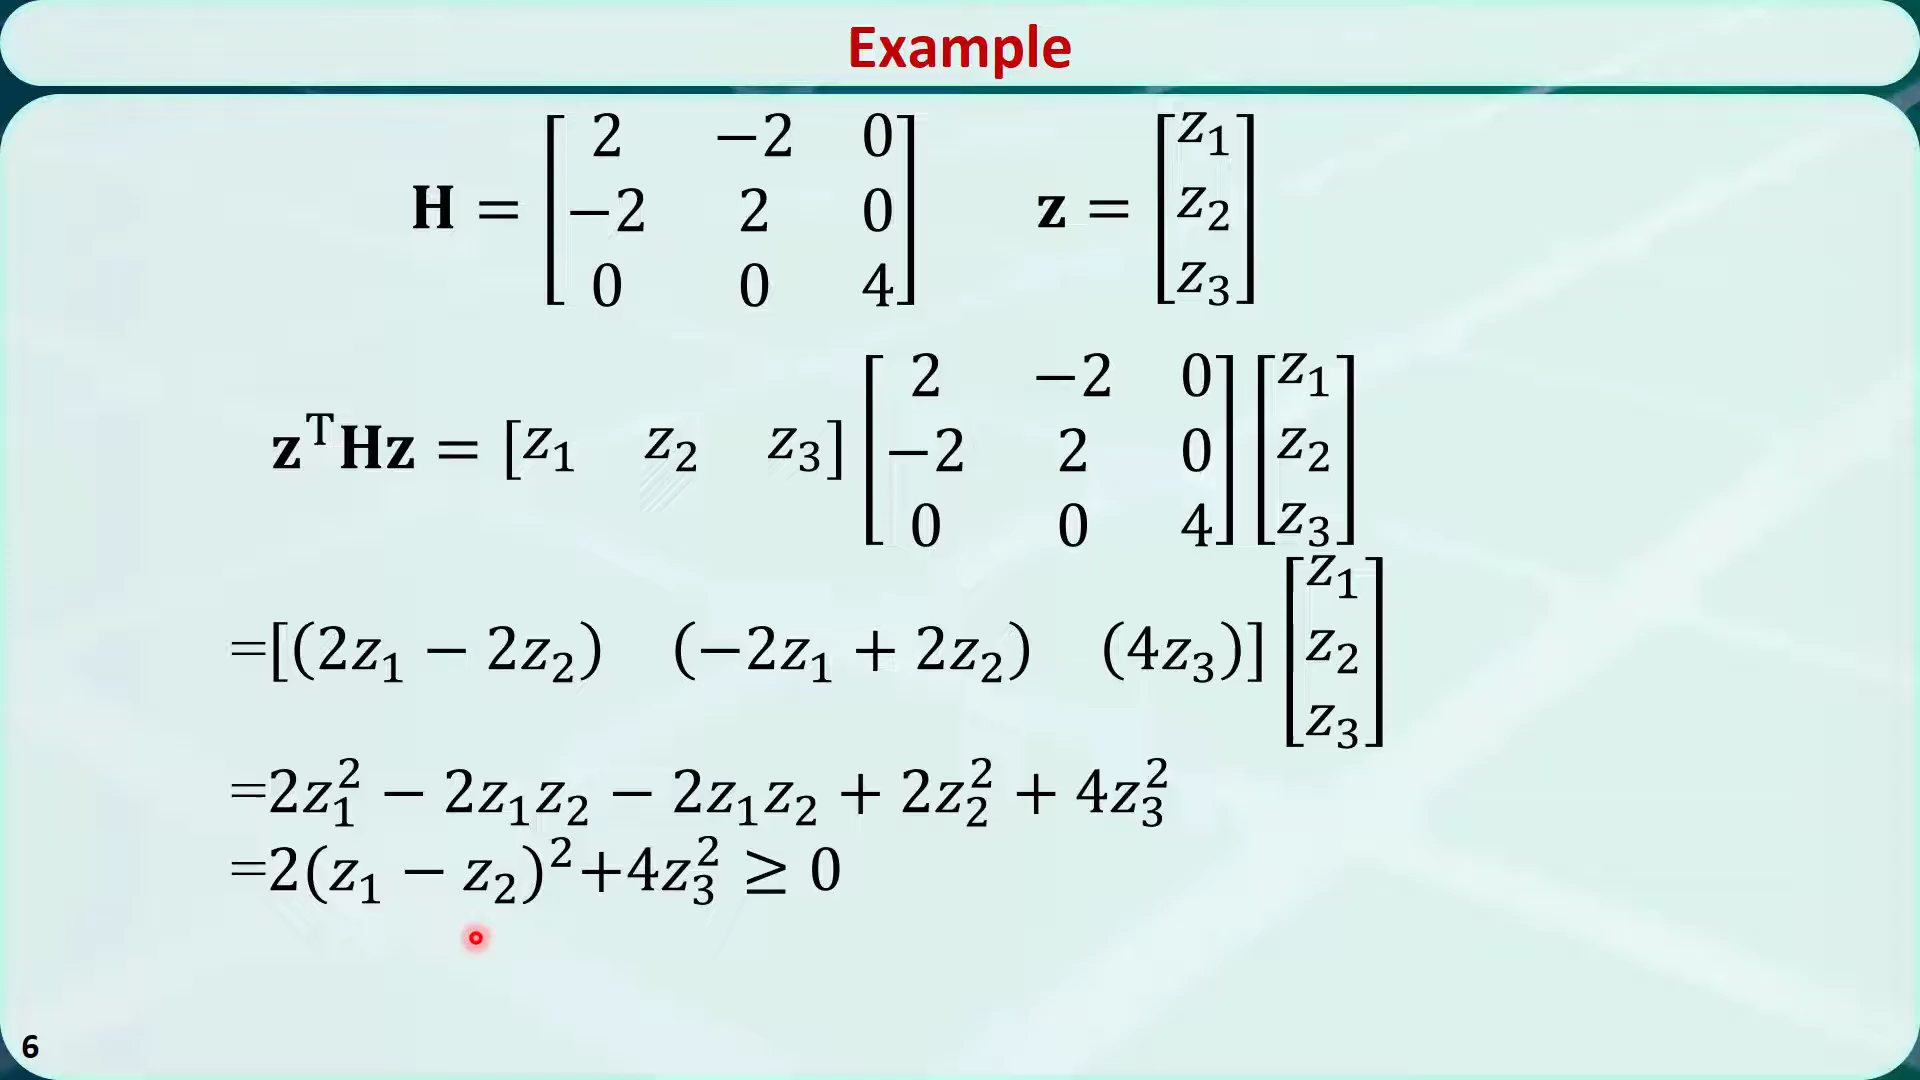 Example
𝐇 = [2 −2 0; −2 2 0; 0 0 4] 𝐳 = [z₁; z₂; z₃]
𝐳ᵀ𝐇𝐳 = [z₁ z₂ z₃] [2 −2 0; −2 2 0; 0 0 4] [z₁; z₂; z₃]
=[(2z₁ − 2z₂) (−2z₁ + 2z₂) (4z₃)] [z₁; z₂; z₃]
=2z₁² − 2z₁z₂ − 2z₁z₂ + 2z₂² + 4z₃²
=2(z₁ − z₂)²+4z₃² ≥ 0
6